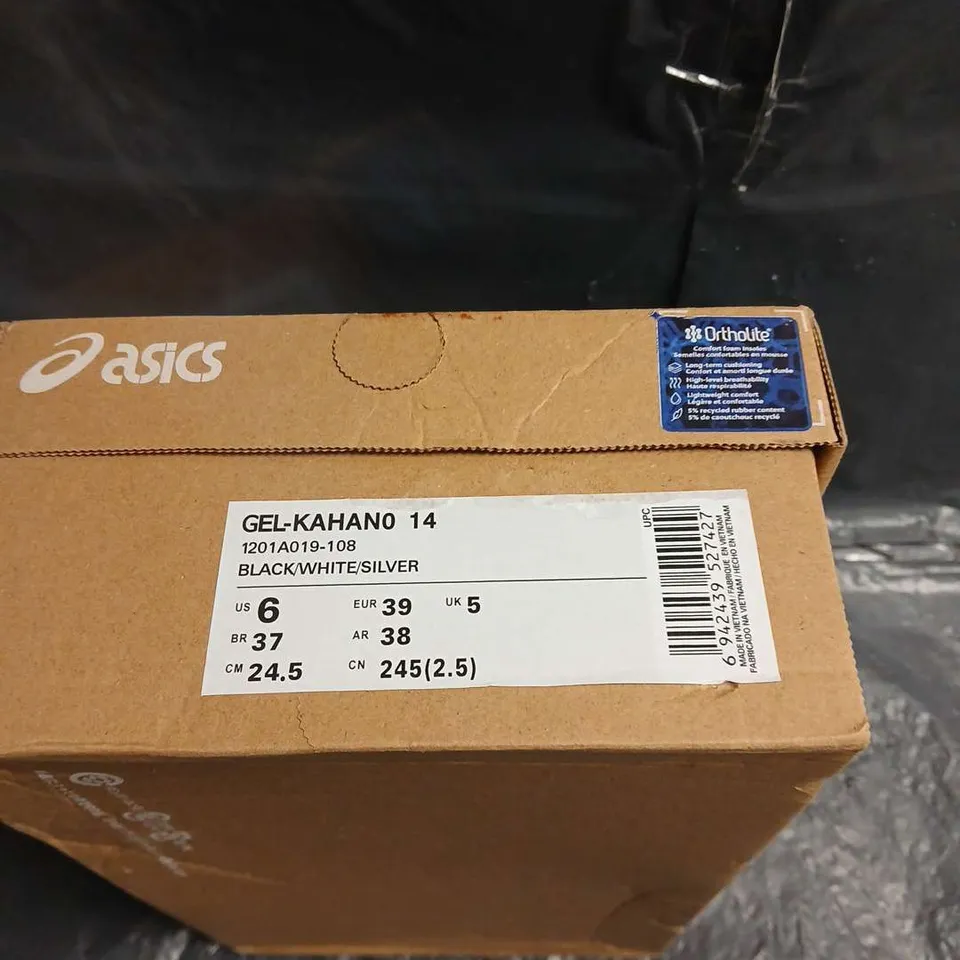 asics
Ortholite
Comfort foam insoles
Semelles confortables en mousse
Long-term cushioning
Confort et amorti longue durée
High-level breathability
Haute respirabilité
Lightweight comfort
Légère et confortable
5% recycled rubber content
5% de caoutchouc recyclé
GEL-KAHANO 14
1201A019-108
BLACK/WHITE/SILVER
US 6 EUR 39 UK 5
BR 37 AR 38
CM 24.5 CN 245(2.5)
UPC
6 942439 527427
MADE IN VIETNAM / FABRIQUE EN VIETNAM
FABRICADO NA VIETNAM / HECHO EN VIETNAM